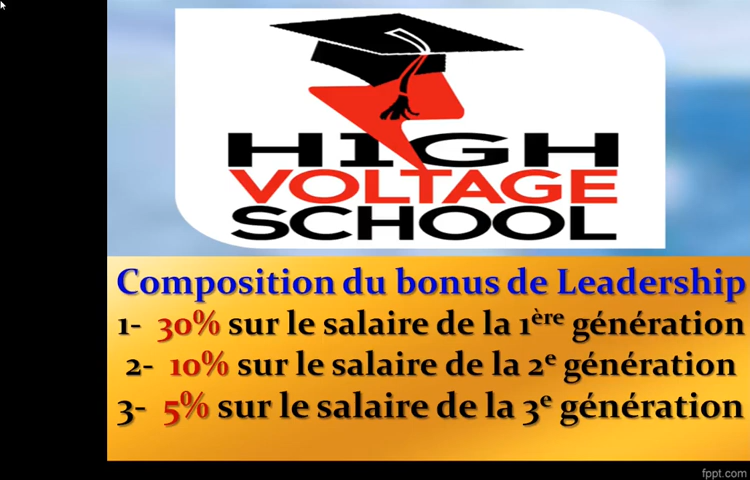 HIGH
VOLTAGE
SCHOOL
Composition du bonus de Leadership
1- 30% sur le salaire de la 1ère génération
2- 10% sur le salaire de la 2e génération
3- 5% sur le salaire de la 3e génération
fppt.com